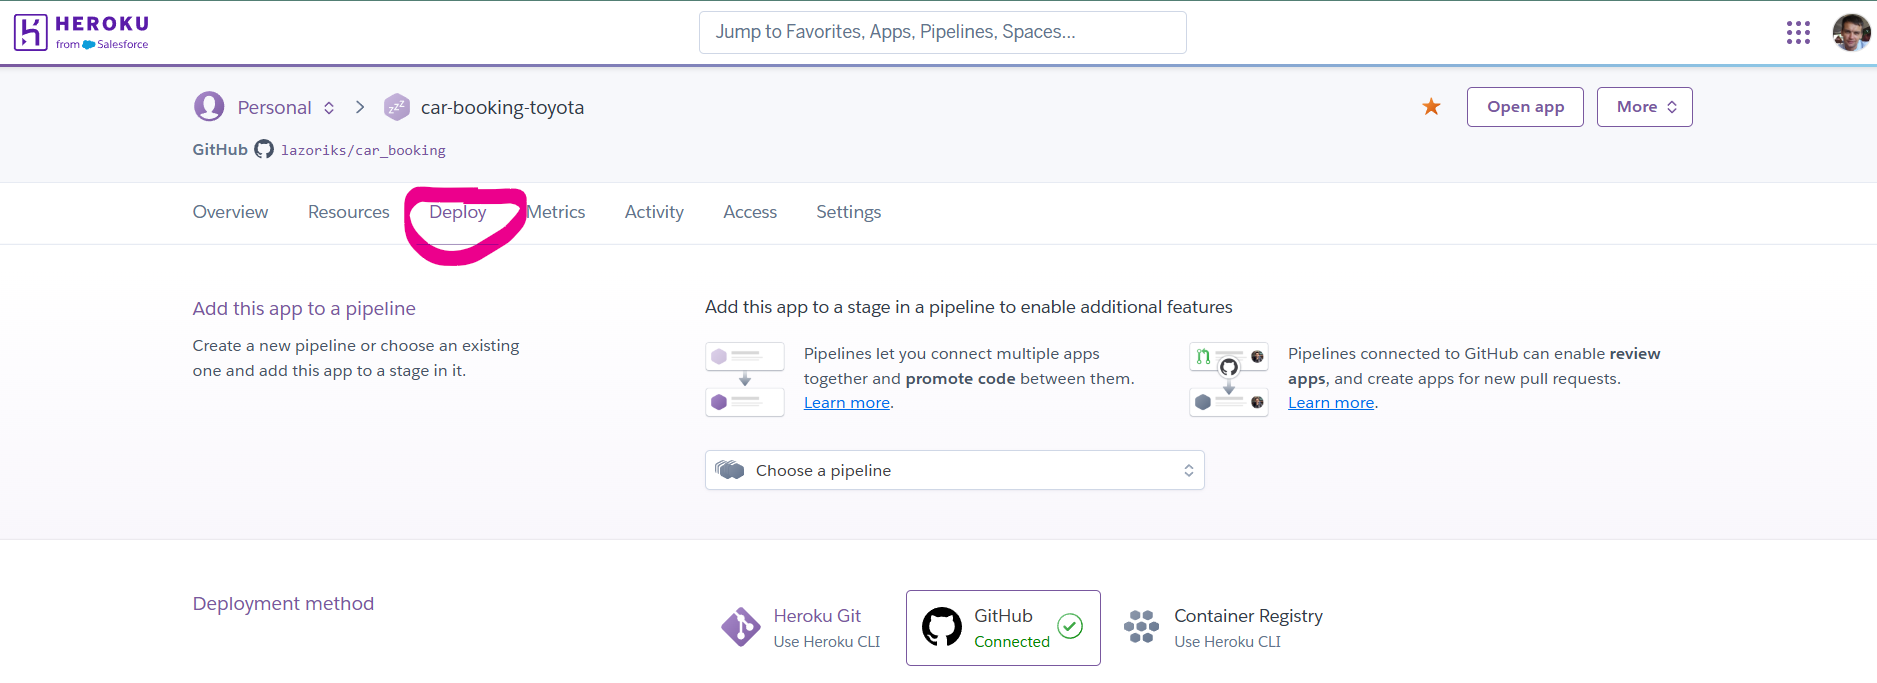 HEROKU
from Salesforce
Jump to Favorites, Apps, Pipelines, Spaces...
Personal
car-booking-toyota
Open app
More
GitHub lazoriks/car_booking
Overview
Resources
Deploy
Metrics
Activity
Access
Settings
Add this app to a pipeline
Create a new pipeline or choose an existing
one and add this app to a stage in it.
Add this app to a stage in a pipeline to enable additional features
Pipelines let you connect multiple apps
together and promote code between them.
Learn more.
Pipelines connected to GitHub can enable review
apps, and create apps for new pull requests.
Learn more.
Choose a pipeline
Deployment method
Heroku Git
Use Heroku CLI
GitHub
Connected
Container Registry
Use Heroku CLI